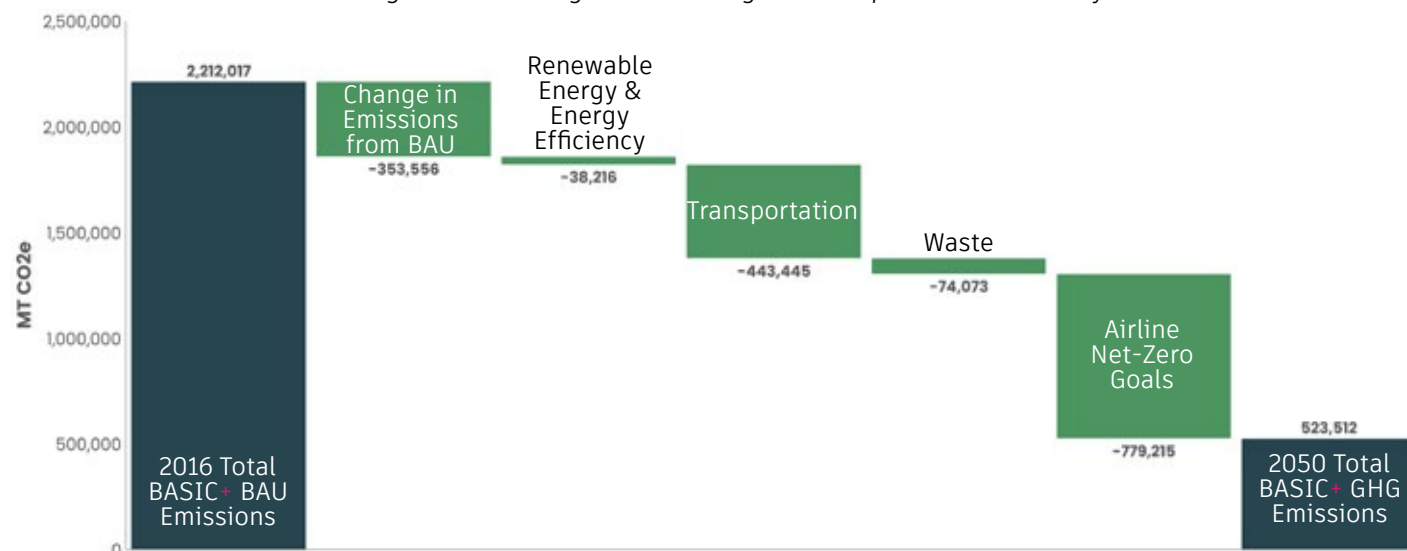 2,500,000
2,000,000
1,500,000
1,000,000
500,000
0
MT CO2e
2,212,017
2016 Total
BASIC+ BAU
Emissions
Change in
Emissions
from BAU
-353,556
Renewable
Energy &
Energy
Efficiency
-38,216
Transportation
-443,445
Waste
-74,073
Airline
Net-Zero
Goals
-779,215
523,512
2050 Total
BASIC+ GHG
Emissions